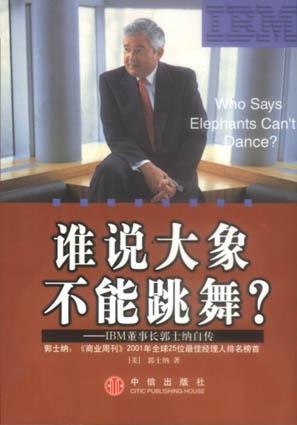 IBM
Who Says
Elephants Can't
Dance?
谁说大象
不能跳舞?
——IBM董事长郭士纳自传
郭士纳:《商业周刊》2001年全球25位最佳经理人排名榜首
[美] 郭士纳 著
中信出版社
CITIC PUBLISHING HOUSE